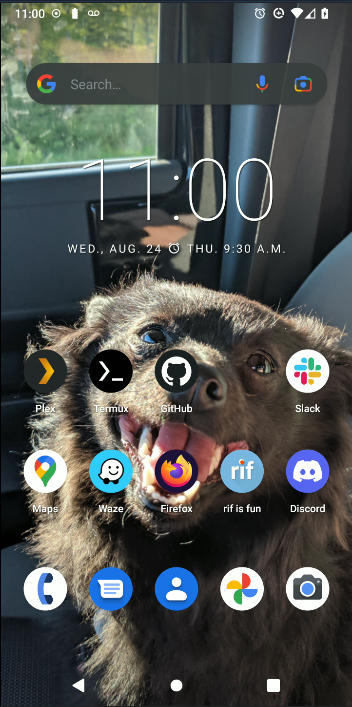 11:00
Search…
11:00
WED., AUG. 24 THU. 9:30 A.M.
Plex
Termux
GitHub
Slack
Maps
Waze
Firefox
rif
rif is fun
Discord